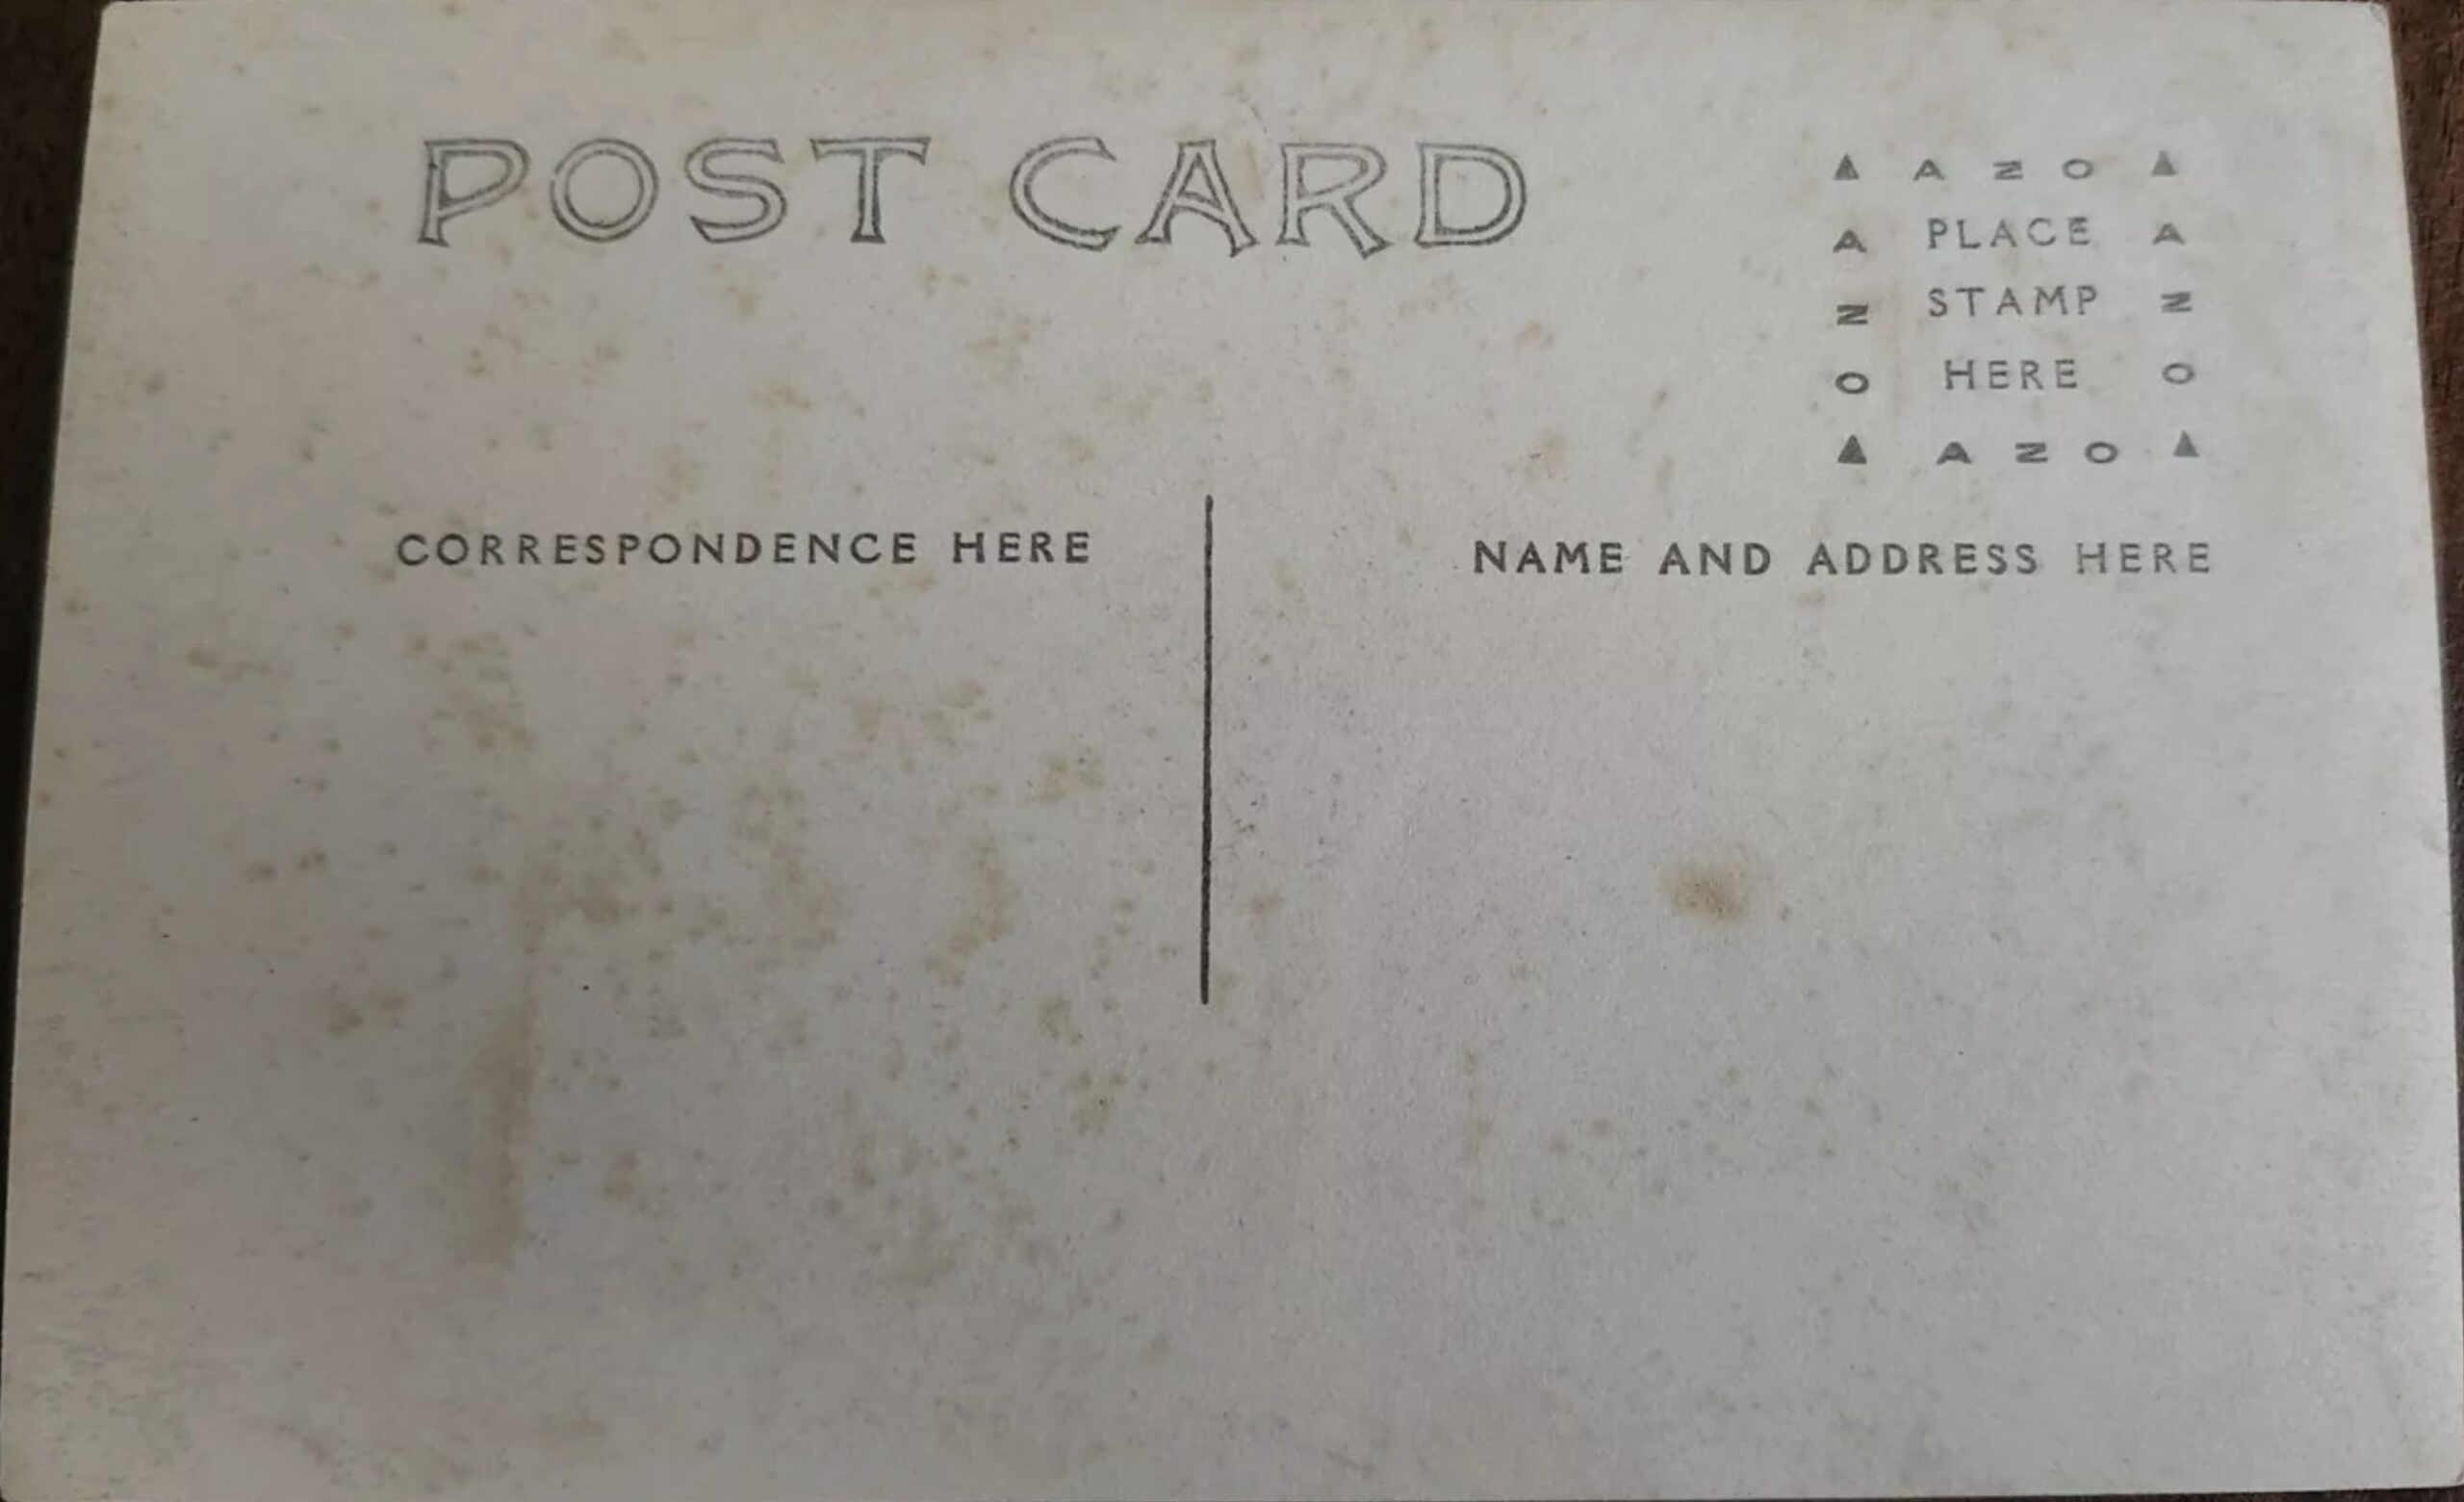 POST CARD
▲ A Z O ▲
A PLACE A
Z STAMP Z
O HERE O
▲ A Z O ▲
CORRESPONDENCE HERE
NAME AND ADDRESS HERE